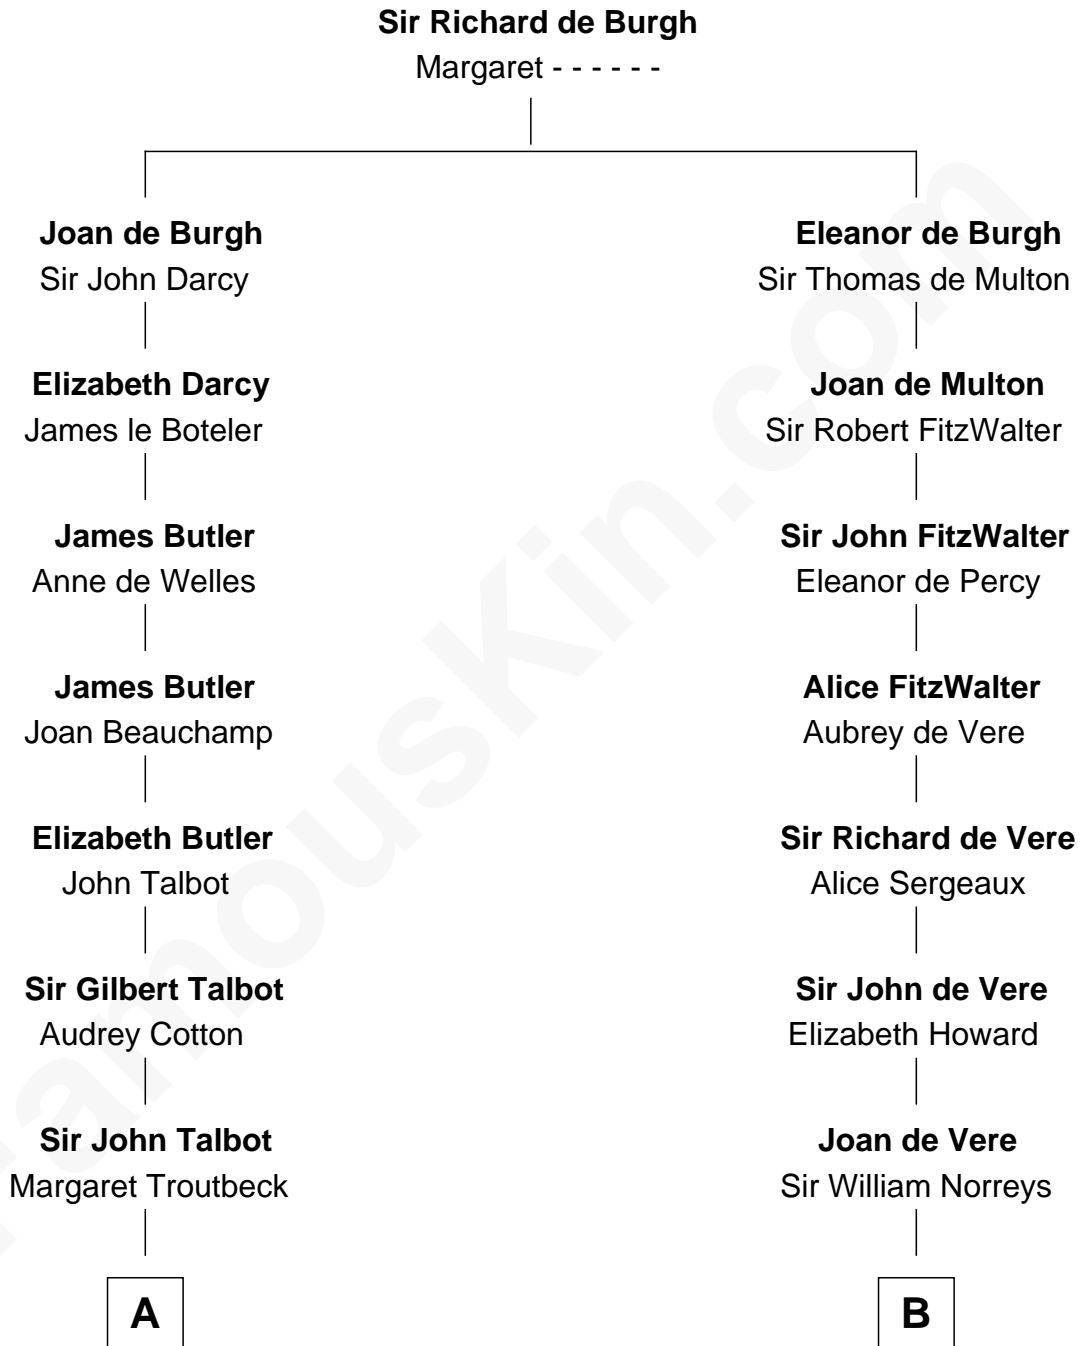 Sir Richard de Burgh
Margaret - - - - - -
Joan de Burgh
Sir John Darcy
Eleanor de Burgh
Sir Thomas de Multon
Elizabeth Darcy
James le Boteler
Joan de Multon
Sir Robert FitzWalter
James Butler
Anne de Welles
Sir John FitzWalter
Eleanor de Percy
James Butler
Joan Beauchamp
Alice FitzWalter
Aubrey de Vere
Elizabeth Butler
John Talbot
Sir Richard de Vere
Alice Sergeaux
Sir Gilbert Talbot
Audrey Cotton
Sir John de Vere
Elizabeth Howard
Sir John Talbot
Margaret Troutbeck
Joan de Vere
Sir William Norreys
A
B
FamousKin.com